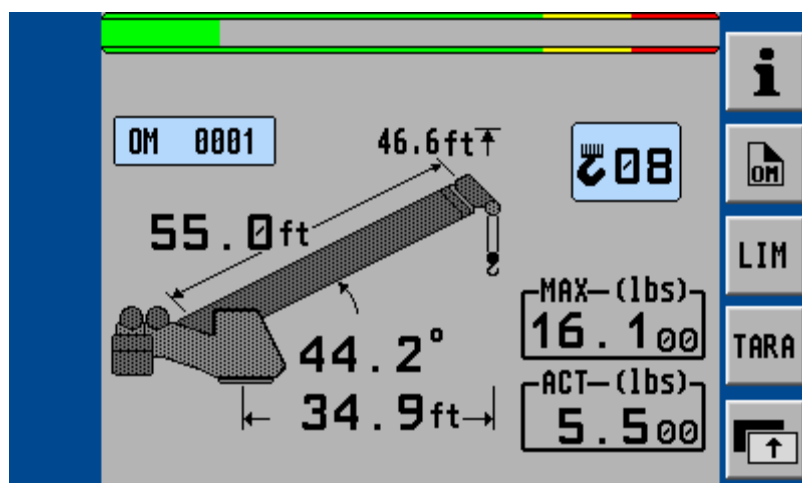 i
OM 0001
46.6ft
08
OM
55.0ft
LIM
MAX (lbs)
16.100
44.2°
TARA
ACT (lbs)
34.9ft
5.500